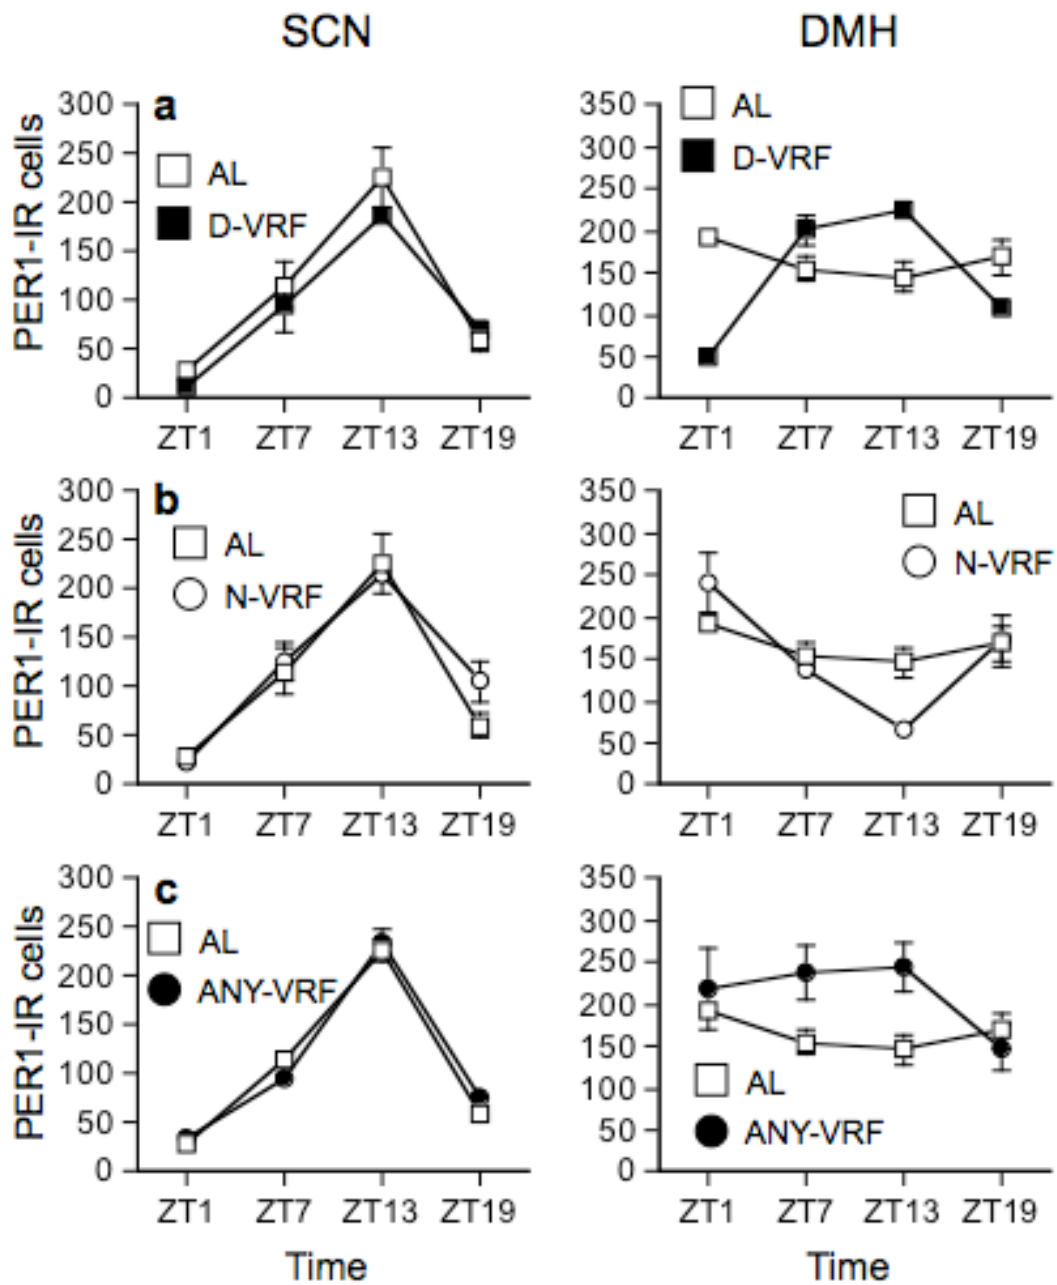 SCN
DMH
a
PER1-IR cells
300
250
200
150
100
50
0
AL
D-VRF
ZT1 ZT7 ZT13 ZT19
350
300
250
200
150
100
50
0
AL
D-VRF
ZT1 ZT7 ZT13 ZT19
b
PER1-IR cells
300
250
200
150
100
50
0
AL
N-VRF
ZT1 ZT7 ZT13 ZT19
350
300
250
200
150
100
50
0
AL
N-VRF
ZT1 ZT7 ZT13 ZT19
c
PER1-IR cells
300
250
200
150
100
50
0
AL
ANY-VRF
ZT1 ZT7 ZT13 ZT19
Time
350
300
250
200
150
100
50
0
AL
ANY-VRF
ZT1 ZT7 ZT13 ZT19
Time